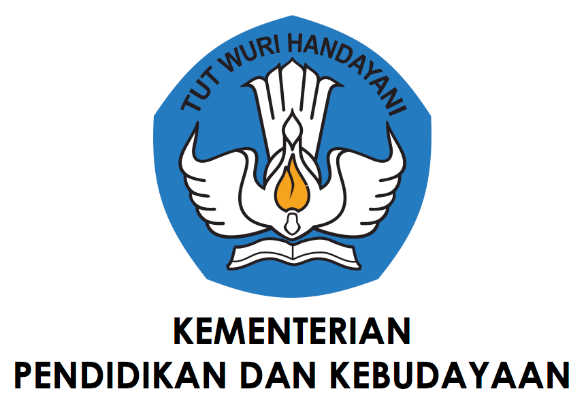 TUT WURI HANDAYANI
KEMENTERIAN
PENDIDIKAN DAN KEBUDAYAAN